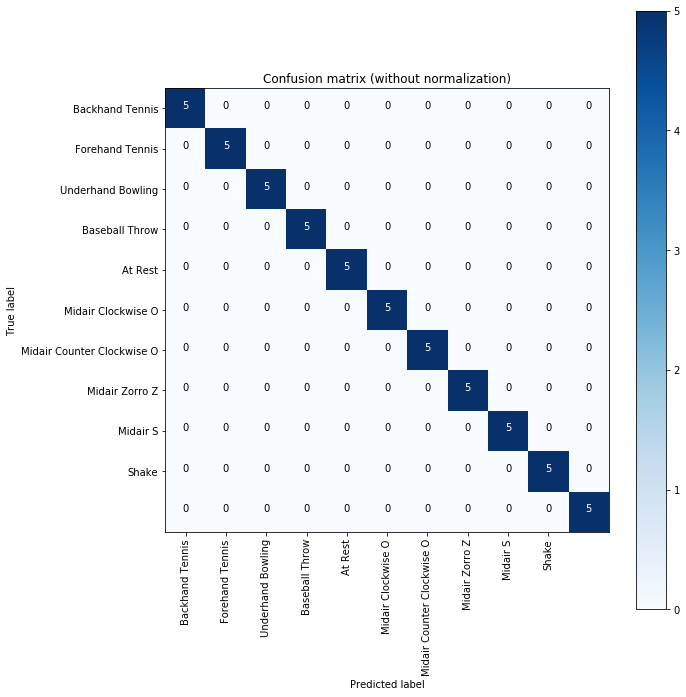 Confusion matrix (without normalization)
Backhand Tennis 5 0 0 0 0 0 0 0 0 0 0
Forehand Tennis 0 5 0 0 0 0 0 0 0 0 0
Underhand Bowling 0 0 5 0 0 0 0 0 0 0 0
Baseball Throw 0 0 0 5 0 0 0 0 0 0 0
At Rest 0 0 0 0 5 0 0 0 0 0 0
Midair Clockwise O 0 0 0 0 0 5 0 0 0 0 0
Midair Counter Clockwise O 0 0 0 0 0 0 5 0 0 0 0
Midair Zorro Z 0 0 0 0 0 0 0 5 0 0 0
Midair S 0 0 0 0 0 0 0 0 5 0 0
Shake 0 0 0 0 0 0 0 0 0 5 0
0 0 0 0 0 0 0 0 0 0 5
True label
Backhand Tennis
Forehand Tennis
Underhand Bowling
Baseball Throw
At Rest
Midair Clockwise O
Midair Counter Clockwise O
Midair Zorro Z
Midair S
Shake
Predicted label
5
4
3
2
1
0